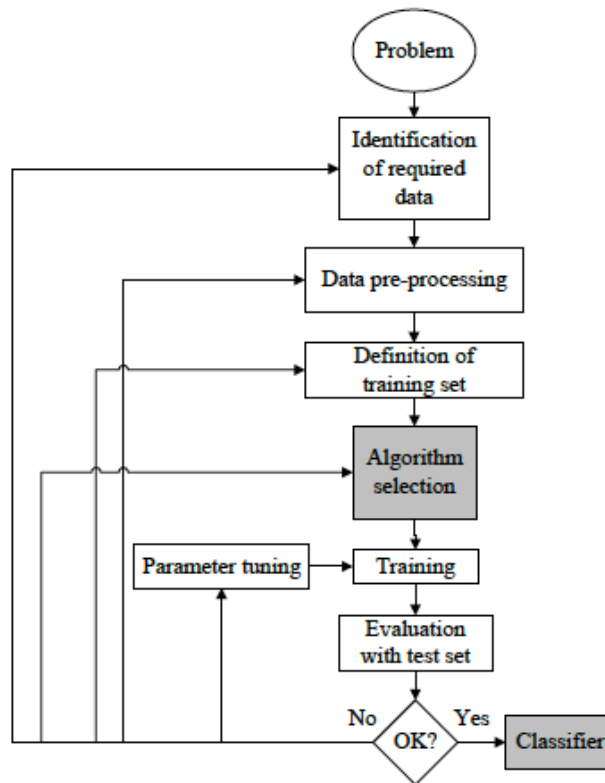 Problem
Identification
of required
data
Data pre-processing
Definition of
training set
Algorithm
selection
Parameter tuning
Training
Evaluation
with test set
No
OK?
Yes
Classifier